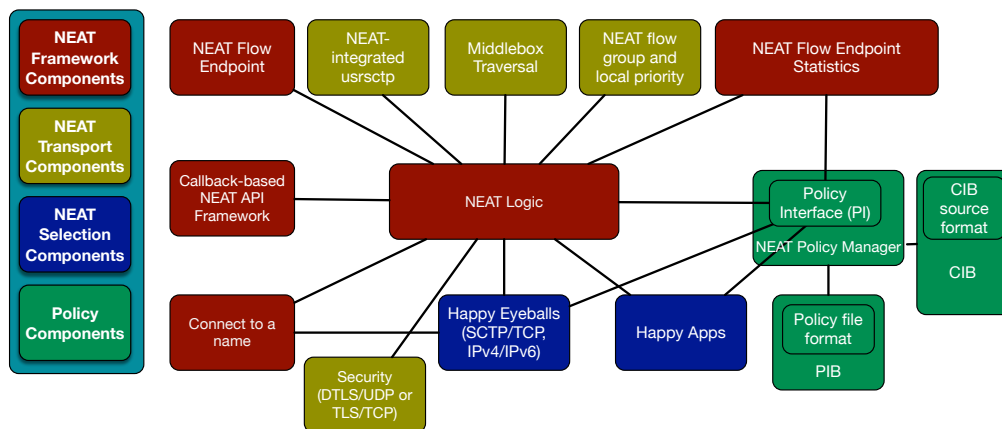 NEAT
Framework
Components
NEAT
Transport
Components
NEAT
Selection
Components
Policy
Components
NEAT Flow
Endpoint
NEAT-
integrated
usrsctp
Middlebox
Traversal
NEAT flow
group and
local priority
NEAT Flow Endpoint
Statistics
Callback-based
NEAT API
Framework
NEAT Logic
Policy
Interface (PI)
NEAT Policy Manager
CIB
source
format
CIB
Connect to a
name
Happy Eyeballs
(SCTP/TCP,
IPv4/IPv6)
Happy Apps
Policy file
format
PIB
Security
(DTLS/UDP or
TLS/TCP)